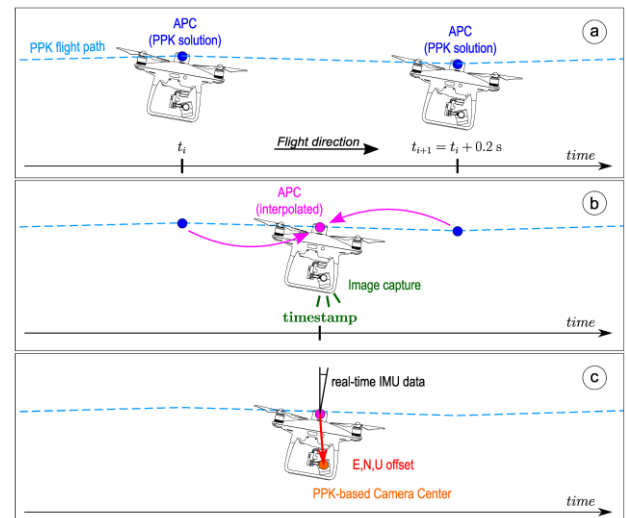 APC
(PPK solution)
APC
(PPK solution)
a
PPK flight path
Flight direction
t_i
t_{i+1} = t_i + 0.2 s
time
APC
(interpolated)
b
Image capture
timestamp
time
c
real-time IMU data
E,N,U offset
PPK-based Camera Center
time